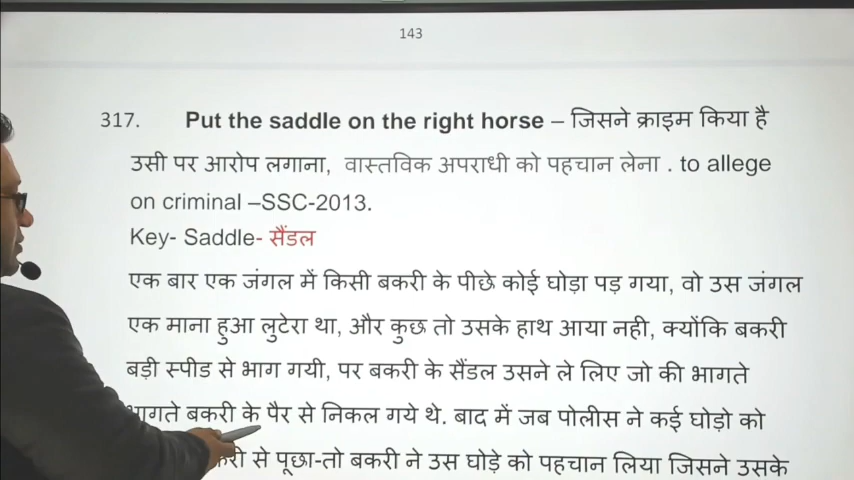 143
317. Put the saddle on the right horse – जिसने क्राइम किया है
उसी पर आरोप लगाना, वास्तविक अपराधी को पहचान लेना . to allege
on criminal –SSC-2013.
Key- Saddle- सैंडल
एक बार एक जंगल में किसी बकरी के पीछे कोई घोड़ा पड़ गया, वो उस जंगल
एक माना हुआ लुटेरा था, और कुछ तो उसके हाथ आया नही, क्योंकि बकरी
बड़ी स्पीड से भाग गयी, पर बकरी के सैंडल उसने ले लिए जो की भागते
भागते बकरी के पैर से निकल गये थे. बाद में जब पोलीस ने कई घोड़ो को
से पूछा-तो बकरी ने उस घोड़े को पहचान लिया जिसने उसके